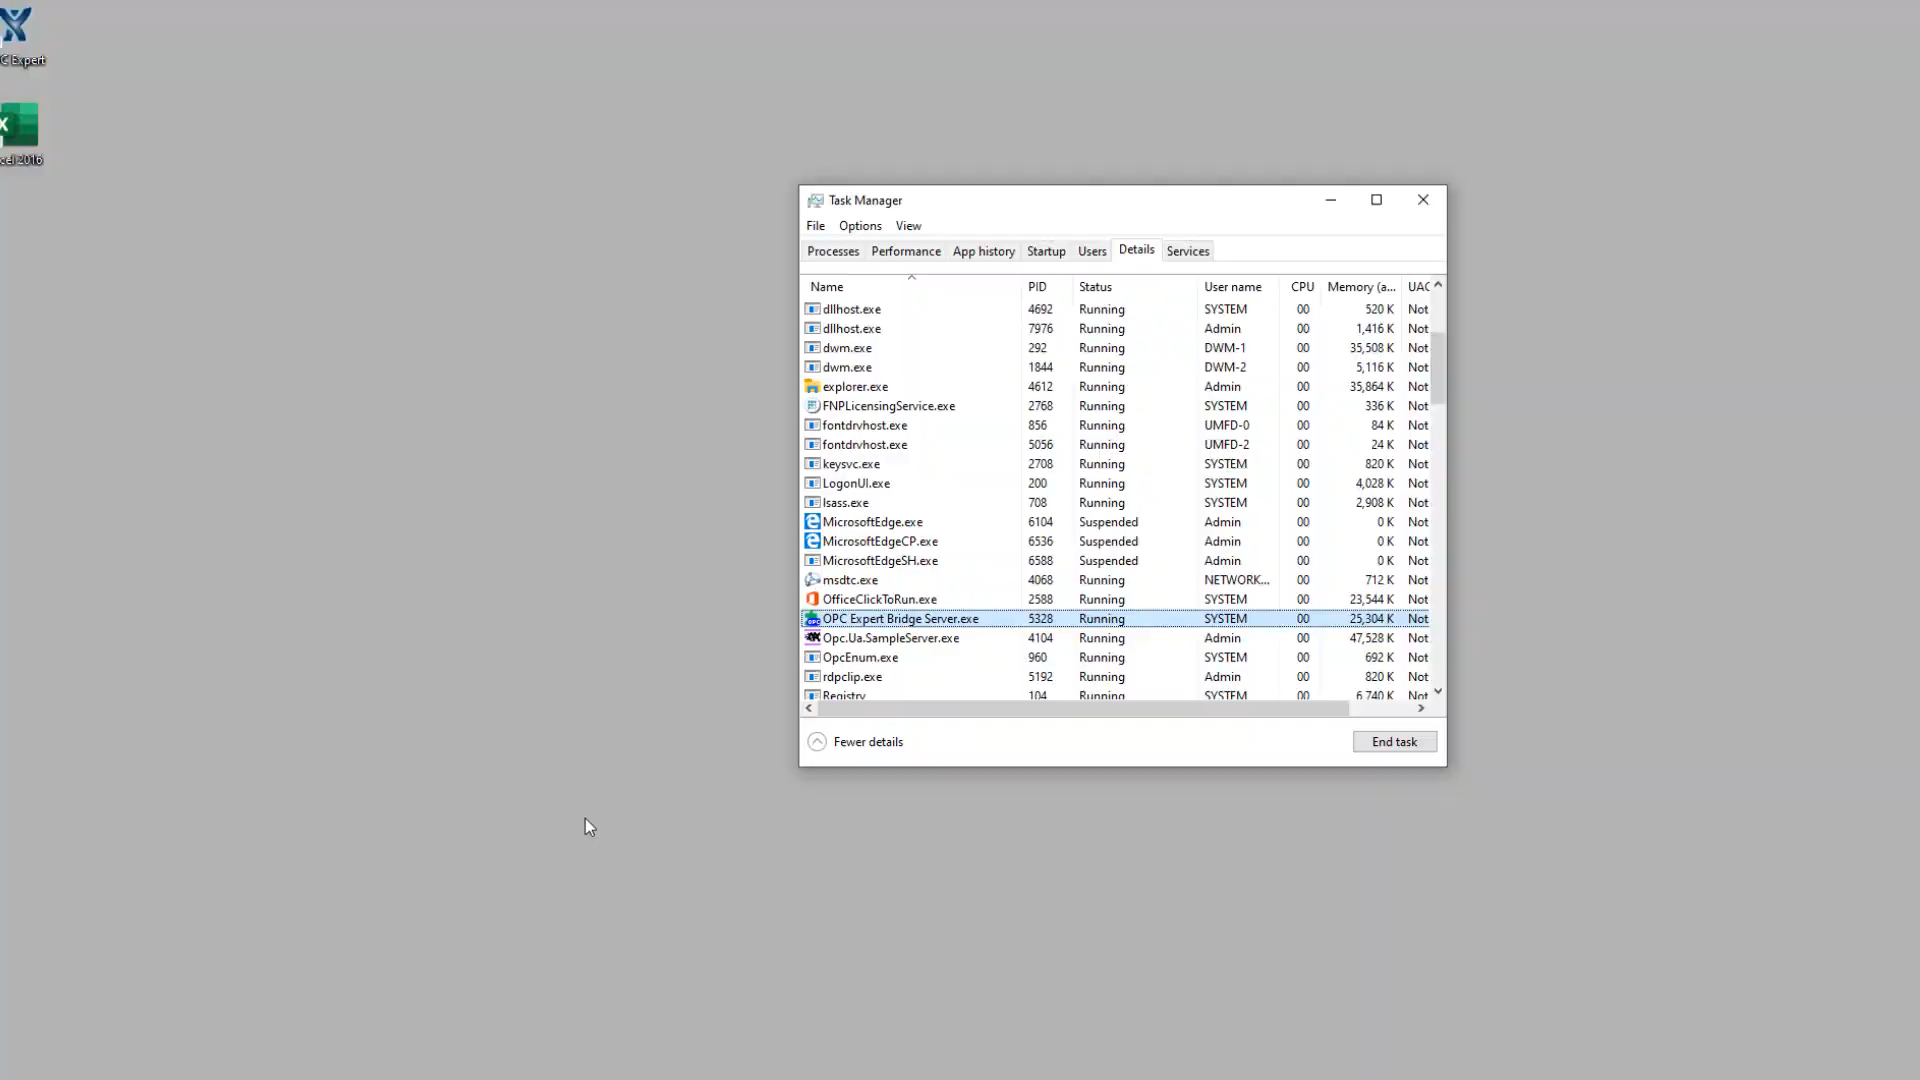 C Expert
cel 2016
Task Manager
File Options View
Processes Performance App history Startup Users Details Services
Name PID Status User name CPU Memory (a... UAC
dllhost.exe 4692 Running SYSTEM 00 520 K Not
dllhost.exe 7976 Running Admin 00 1,416 K Not
dwm.exe 292 Running DWM-1 00 35,508 K Not
dwm.exe 1844 Running DWM-2 00 5,116 K Not
explorer.exe 4612 Running Admin 00 35,864 K Not
FNPLicensingService.exe 2768 Running SYSTEM 00 336 K Not
fontdrvhost.exe 856 Running UMFD-0 00 84 K Not
fontdrvhost.exe 5056 Running UMFD-2 00 24 K Not
keysvc.exe 2708 Running SYSTEM 00 820 K Not
LogonUI.exe 200 Running SYSTEM 00 4,028 K Not
lsass.exe 708 Running SYSTEM 00 2,908 K Not
MicrosoftEdge.exe 6104 Suspended Admin 00 0 K Not
MicrosoftEdgeCP.exe 6536 Suspended Admin 00 0 K Not
MicrosoftEdgeSH.exe 6588 Suspended Admin 00 0 K Not
msdtc.exe 4068 Running NETWORK... 00 712 K Not
OfficeClickToRun.exe 2588 Running SYSTEM 00 23,544 K Not
OPC Expert Bridge Server.exe 5328 Running SYSTEM 00 25,304 K Not
Opc.Ua.SampleServer.exe 4104 Running Admin 00 47,528 K Not
OpcEnum.exe 960 Running SYSTEM 00 692 K Not
rdpclip.exe 5192 Running Admin 00 820 K Not
Registry 104 Running SYSTEM 00 6,740 K Not
Fewer details End task